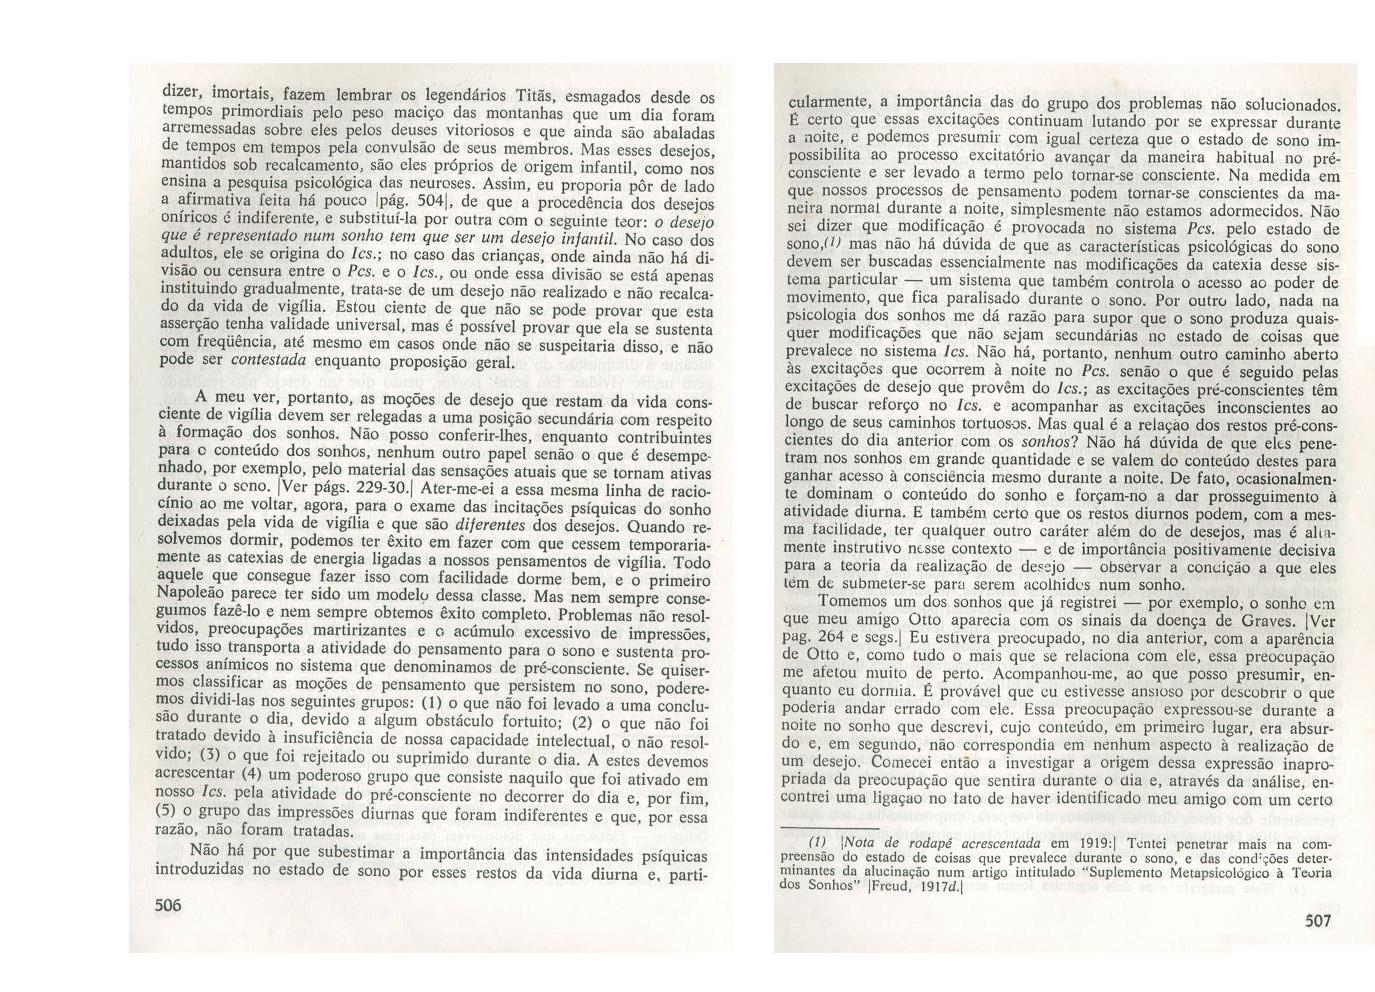 dizer, imortais, fazem lembrar os legendários Titãs, esmagados desde os
tempos primordiais pelo peso maciço das montanhas que um dia foram
arremessadas sobre eles pelos deuses vitoriosos e que ainda são abaladas
de tempos em tempos pela convulsão de seus membros. Mas esses desejos,
mantidos sob recalcamento, são eles próprios de origem infantil, como nos
ensina a pesquisa psicológica das neuroses. Assim, eu proporia pôr de lado
a afirmativa feita há pouco |pág. 504|, de que a procedência dos desejos
oníricos é indiferente, e substituí-la por outra com o seguinte teor: o desejo
que é representado num sonho tem que ser um desejo infantil. No caso dos
adultos, ele se origina do Ics.; no caso das crianças, onde ainda não há di-
visão ou censura entre o Pcs. e o Ics., ou onde essa divisão se está apenas
instituindo gradualmente, trata-se de um desejo não realizado e não recalca-
do da vida de vigília. Estou ciente de que não se pode provar que esta
asserção tenha validade universal, mas é possível provar que ela se sustenta
com freqüência, até mesmo em casos onde não se suspeitaria disso, e não
pode ser contestada enquanto proposição geral.
A meu ver, portanto, as moções de desejo que restam da vida cons-
ciente de vigília devem ser relegadas a uma posição secundária com respeito
à formação dos sonhos. Não posso conferir-lhes, enquanto contribuintes
para o conteúdo dos sonhos, nenhum outro papel senão o que é desempe-
nhado, por exemplo, pelo material das sensações atuais que se tornam ativas
durante o sono. |Ver págs. 229-30.| Ater-me-ei a essa mesma linha de racio-
cínio ao me voltar, agora, para o exame das incitações psíquicas do sonho
deixadas pela vida de vigília e que são diferentes dos desejos. Quando re-
solvemos dormir, podemos ter êxito em fazer com que cessem temporaria-
mente as catexias de energia ligadas a nossos pensamentos de vigília. Todo
aquele que consegue fazer isso com facilidade dorme bem, e o primeiro
Napoleão parece ter sido um modelo dessa classe. Mas nem sempre conse-
guimos fazê-lo e nem sempre obtemos êxito completo. Problemas não resol-
vidos, preocupações martirizantes e o acúmulo excessivo de impressões,
tudo isso transporta a atividade do pensamento para o sono e sustenta pro-
cessos anímicos no sistema que denominamos de pré-consciente. Se quiser-
mos classificar as moções de pensamento que persistem no sono, podere-
mos dividi-las nos seguintes grupos: (1) o que não foi levado a uma conclu-
são durante o dia, devido a algum obstáculo fortuito; (2) o que não foi
tratado devido à insuficiência de nossa capacidade intelectual, o não resol-
vido; (3) o que foi rejeitado ou suprimido durante o dia. A estes devemos
acrescentar (4) um poderoso grupo que consiste naquilo que foi ativado em
nosso Ics. pela atividade do pré-consciente no decorrer do dia e, por fim,
(5) o grupo das impressões diurnas que foram indiferentes e que, por essa
razão, não foram tratadas.
Não há por que subestimar a importância das intensidades psíquicas
introduzidas no estado de sono por esses restos da vida diurna e, parti-
506
cularmente, a importância das do grupo dos problemas não solucionados.
É certo que essas excitações continuam lutando por se expressar durante
a noite, e podemos presumir com igual certeza que o estado de sono im-
possibilita ao processo excitatório avançar da maneira habitual no pré-
consciente e ser levado a termo pelo tornar-se consciente. Na medida em
que nossos processos de pensamento podem tornar-se conscientes da ma-
neira normal durante a noite, simplesmente não estamos adormecidos. Não
sei dizer que modificação é provocada no sistema Pcs. pelo estado de
sono,(1) mas não há dúvida de que as características psicológicas do sono
devem ser buscadas essencialmente nas modificações da catexia desse sis-
tema particular — um sistema que também controla o acesso ao poder de
movimento, que fica paralisado durante o sono. Por outro lado, nada na
psicologia dos sonhos me dá razão para supor que o sono produza quais-
quer modificações que não sejam secundárias no estado de coisas que
prevalece no sistema Ics. Não há, portanto, nenhum outro caminho aberto
às excitações que ocorrem à noite no Pcs. senão o que é seguido pelas
excitações de desejo que provêm do Ics.; as excitações pré-conscientes têm
de buscar reforço no Ics. e acompanhar as excitações inconscientes ao
longo de seus caminhos tortuosos. Mas qual é a relação dos restos pré-cons-
cientes do dia anterior com os sonhos? Não há dúvida de que eles pene-
tram nos sonhos em grande quantidade e se valem do conteúdo destes para
ganhar acesso à consciência mesmo durante a noite. De fato, ocasionalmen-
te dominam o conteúdo do sonho e forçam-no a dar prosseguimento à
atividade diurna. E também certo que os restos diurnos podem, com a mes-
ma facilidade, ter qualquer outro caráter além do de desejos, mas é alta-
mente instrutivo nesse contexto — e de importância positivamente decisiva
para a teoria da realização de desejo — observar a condição a que eles
têm de submeter-se para serem acolhidos num sonho.
Tomemos um dos sonhos que já registrei — por exemplo, o sonho em
que meu amigo Otto aparecia com os sinais da doença de Graves. |Ver
pag. 264 e segs.| Eu estivera preocupado, no dia anterior, com a aparência
de Otto e, como tudo o mais que se relaciona com ele, essa preocupação
me afetou muito de perto. Acompanhou-me, ao que posso presumir, en-
quanto eu dormia. É provável que eu estivesse ansioso por descobrir o que
poderia andar errado com ele. Essa preocupação expressou-se durante a
noite no sonho que descrevi, cujo conteúdo, em primeiro lugar, era absur-
do e, em segundo, não correspondia em nenhum aspecto à realização de
um desejo. Comecei então a investigar a origem dessa expressão inapro-
priada da preocupação que sentira durante o dia e, através da análise, en-
contrei uma ligação no fato de haver identificado meu amigo com um certo
(1) |Nota de rodapé acrescentada em 1919:| Tentei penetrar mais na com-
preensão do estado de coisas que prevalece durante o sono, e das condições deter-
minantes da alucinação num artigo intitulado “Suplemento Metapsicológico à Teoria
dos Sonhos” |Freud, 1917d.|
507